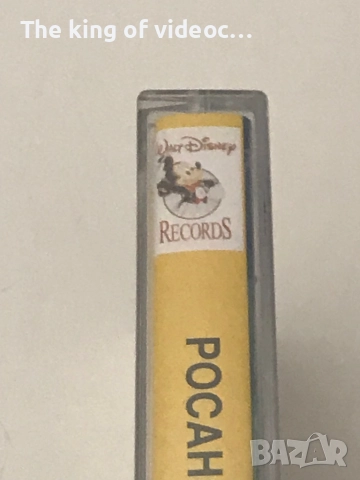 The king of videoc...
WALT DISNEY
RECORDS
POCAH
BAZAR